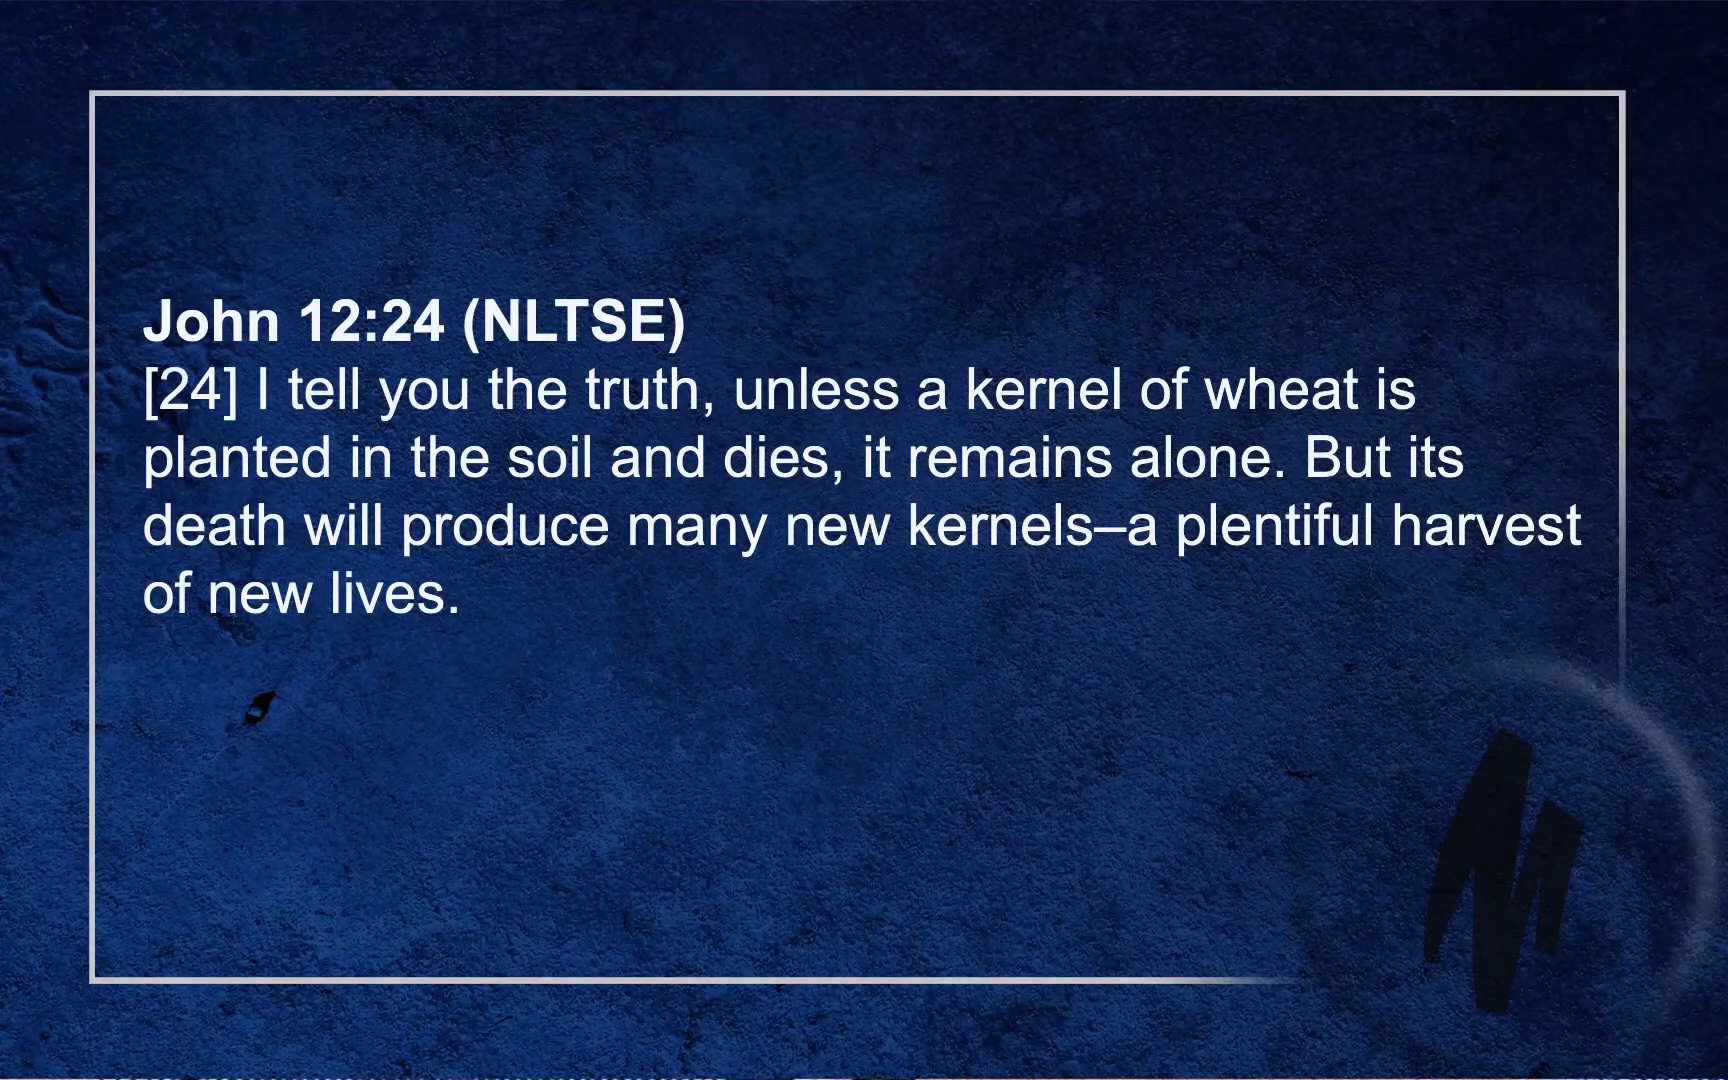 John 12:24 (NLTSE)
[24] I tell you the truth, unless a kernel of wheat is
planted in the soil and dies, it remains alone. But its
death will produce many new kernels–a plentiful harvest
of new lives.